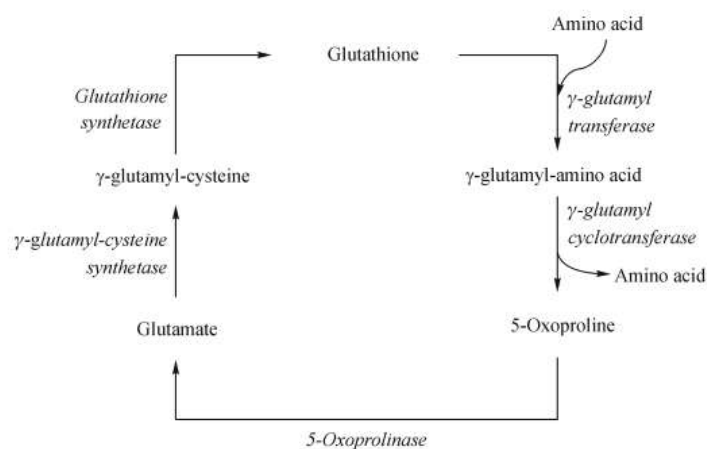 Amino acid
Glutathione
Glutathione
synthetase
γ-glutamyl
transferase
γ-glutamyl-cysteine
γ-glutamyl-amino acid
γ-glutamyl-cysteine
synthetase
γ-glutamyl
cyclotransferase
Amino acid
Glutamate
5-Oxoproline
5-Oxoprolinase